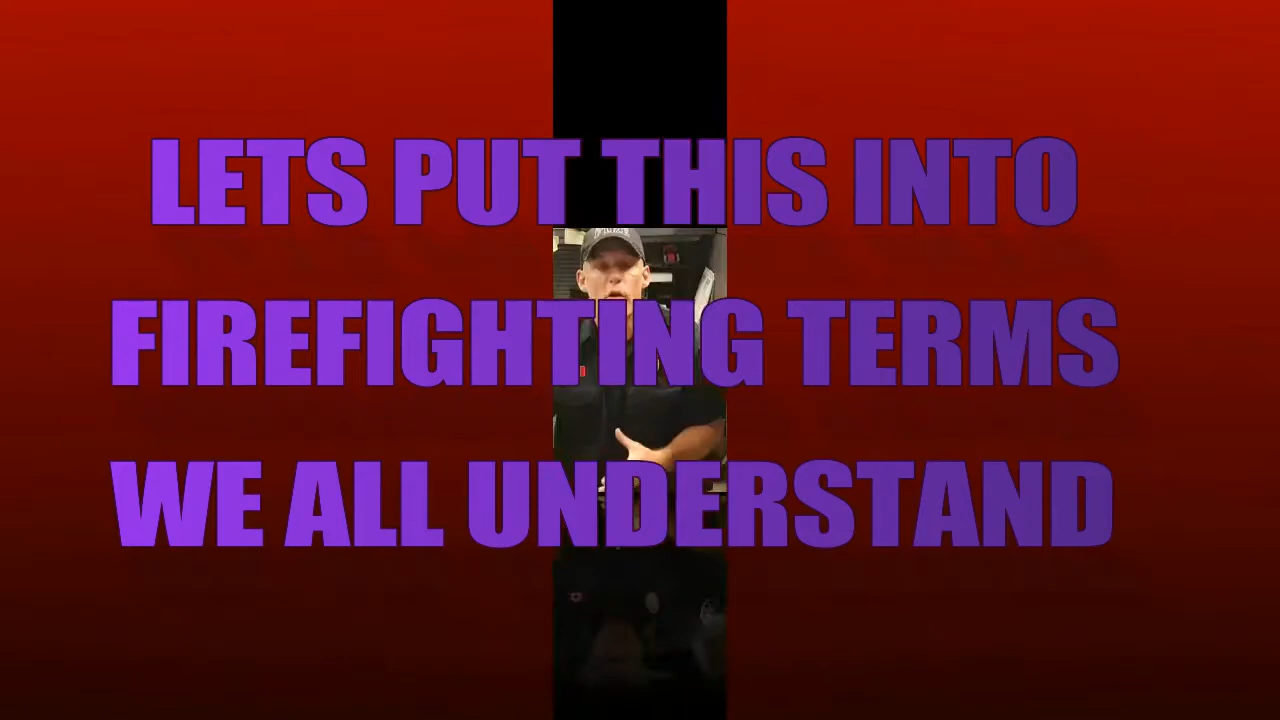 LETS PUT THIS INTO
FIREFIGHTING TERMS
WE ALL UNDERSTAND